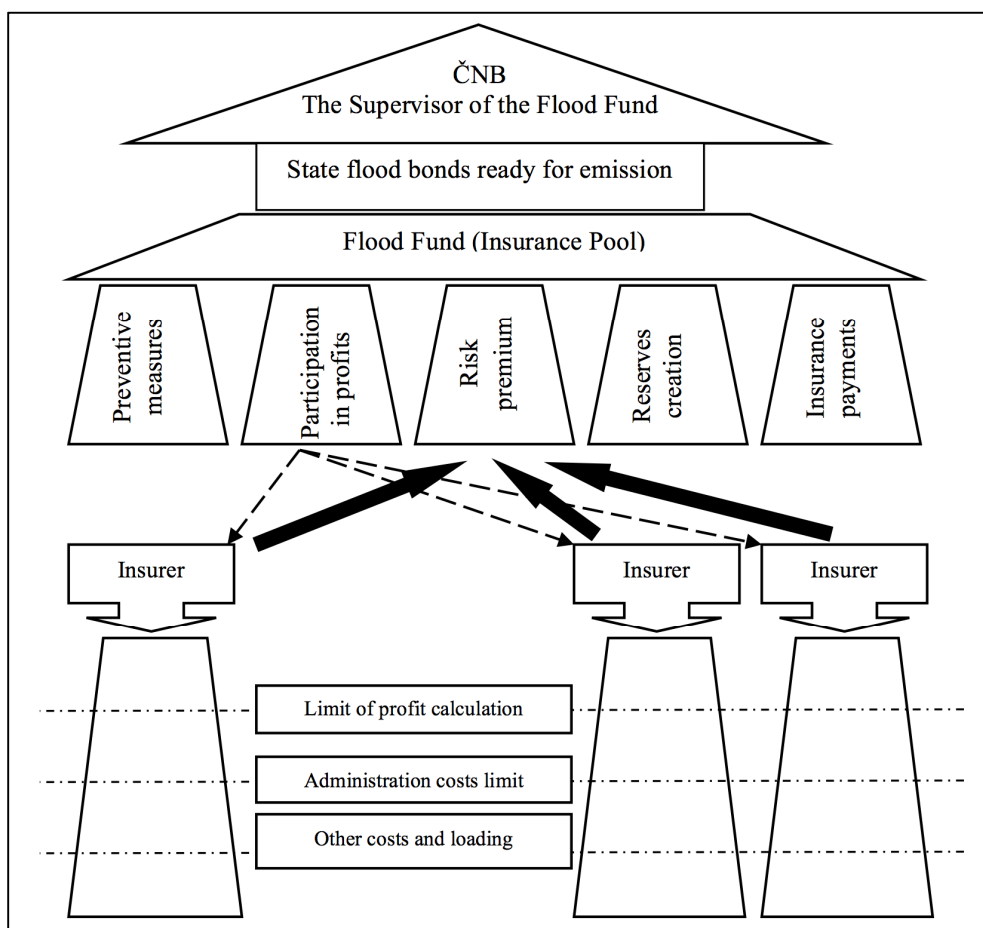 ČNB
The Supervisor of the Flood Fund
State flood bonds ready for emission
Flood Fund (Insurance Pool)
Preventive
measures
Participation
in profits
Risk
premium
Reserves
creation
Insurance
payments
Insurer
Insurer
Insurer
Limit of profit calculation
Administration costs limit
Other costs and loading